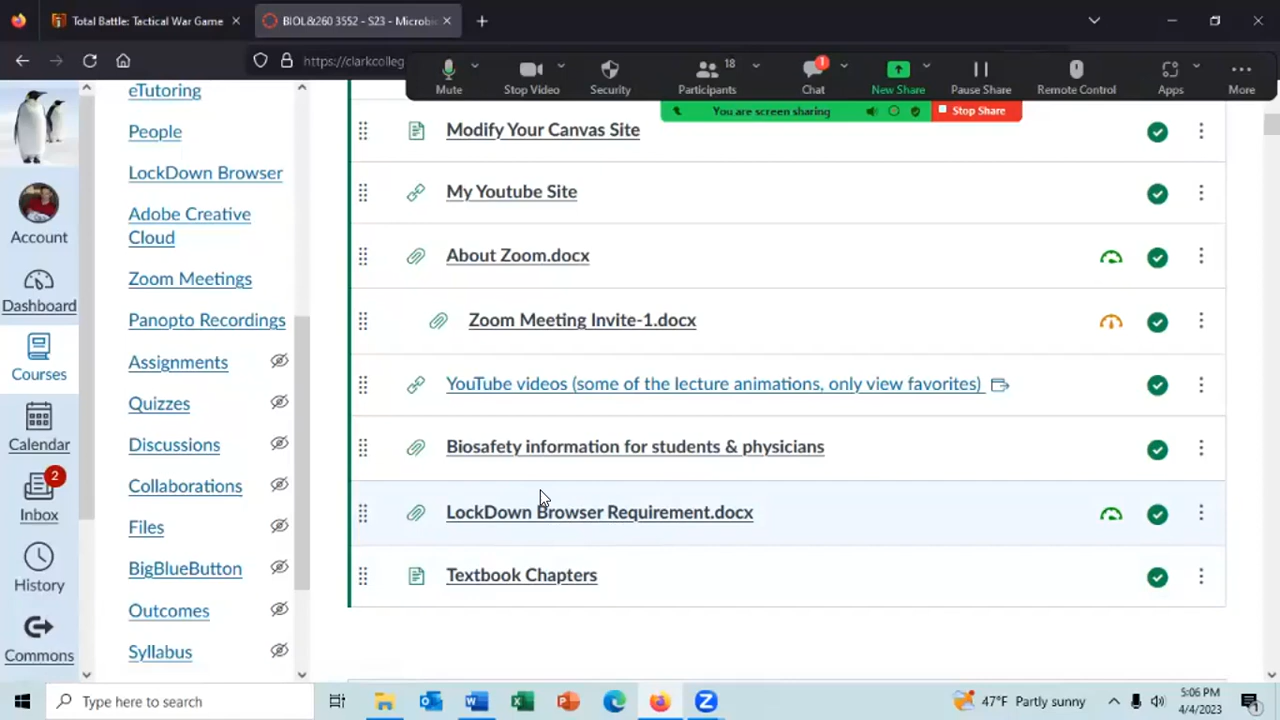 Total Battle: Tactical War Game
BIOL&260 3552 - S23 - Microbi
https://clarkcolleg
Mute
Stop Video
Security
18
Participants
1
Chat
New Share
Pause Share
Remote Control
Apps
More
You are screen sharing
Stop Share
Account
Dashboard
Courses
Calendar
2
Inbox
History
Commons
eTutoring
People
LockDown Browser
Adobe Creative
Cloud
Zoom Meetings
Panopto Recordings
Assignments
Quizzes
Discussions
Collaborations
Files
BigBlueButton
Outcomes
Syllabus
Modify Your Canvas Site
My Youtube Site
About Zoom.docx
Zoom Meeting Invite-1.docx
YouTube videos (some of the lecture animations, only view favorites)
Biosafety information for students & physicians
LockDown Browser Requirement.docx
Textbook Chapters
Type here to search
47°F Partly sunny
5:06 PM
4/4/2023
1